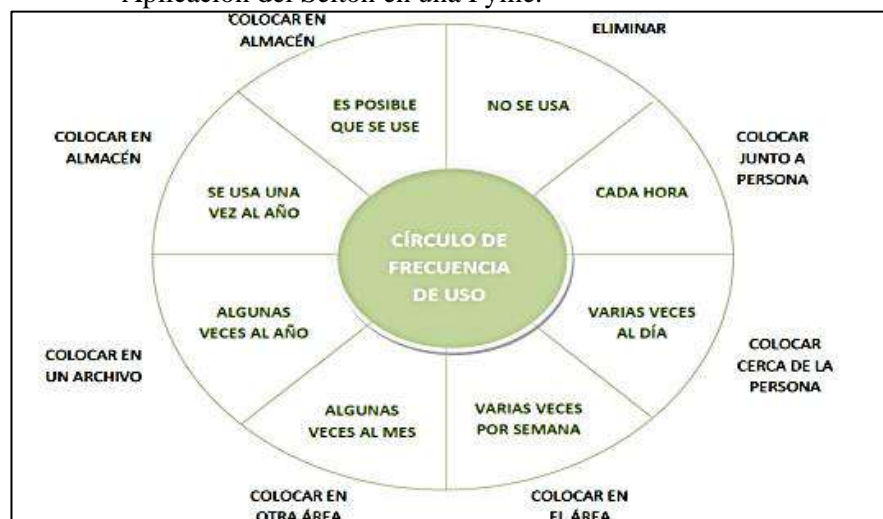 Aplicación del Seiton en una Pyme.
COLOCAR EN
ALMACÉN
ELIMINAR
ES POSIBLE
QUE SE USE
NO SE USA
COLOCAR EN
ALMACÉN
COLOCAR
JUNTO A
PERSONA
SE USA UNA
VEZ AL AÑO
CADA HORA
CÍRCULO DE
FRECUENCIA
DE USO
ALGUNAS
VECES AL AÑO
VARIAS VECES
AL DÍA
COLOCAR EN
UN ARCHIVO
COLOCAR
CERCA DE LA
PERSONA
ALGUNAS
VECES AL MES
VARIAS VECES
POR SEMANA
COLOCAR EN
OTRA ÁREA
COLOCAR EN
EL ÁREA